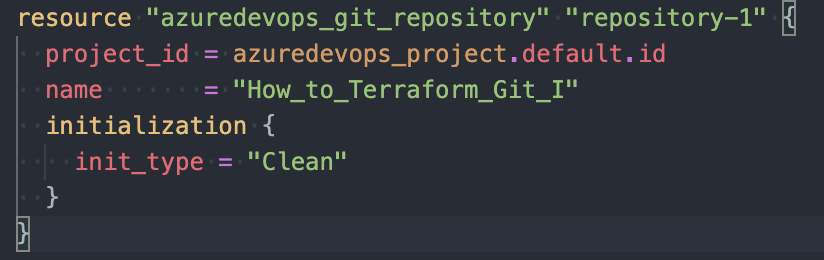 resource "azuredevops_git_repository" "repository-1" {
  project_id = azuredevops_project.default.id
  name       = "How_to_Terraform_Git_I"
  initialization {
    init_type = "Clean"
  }
}